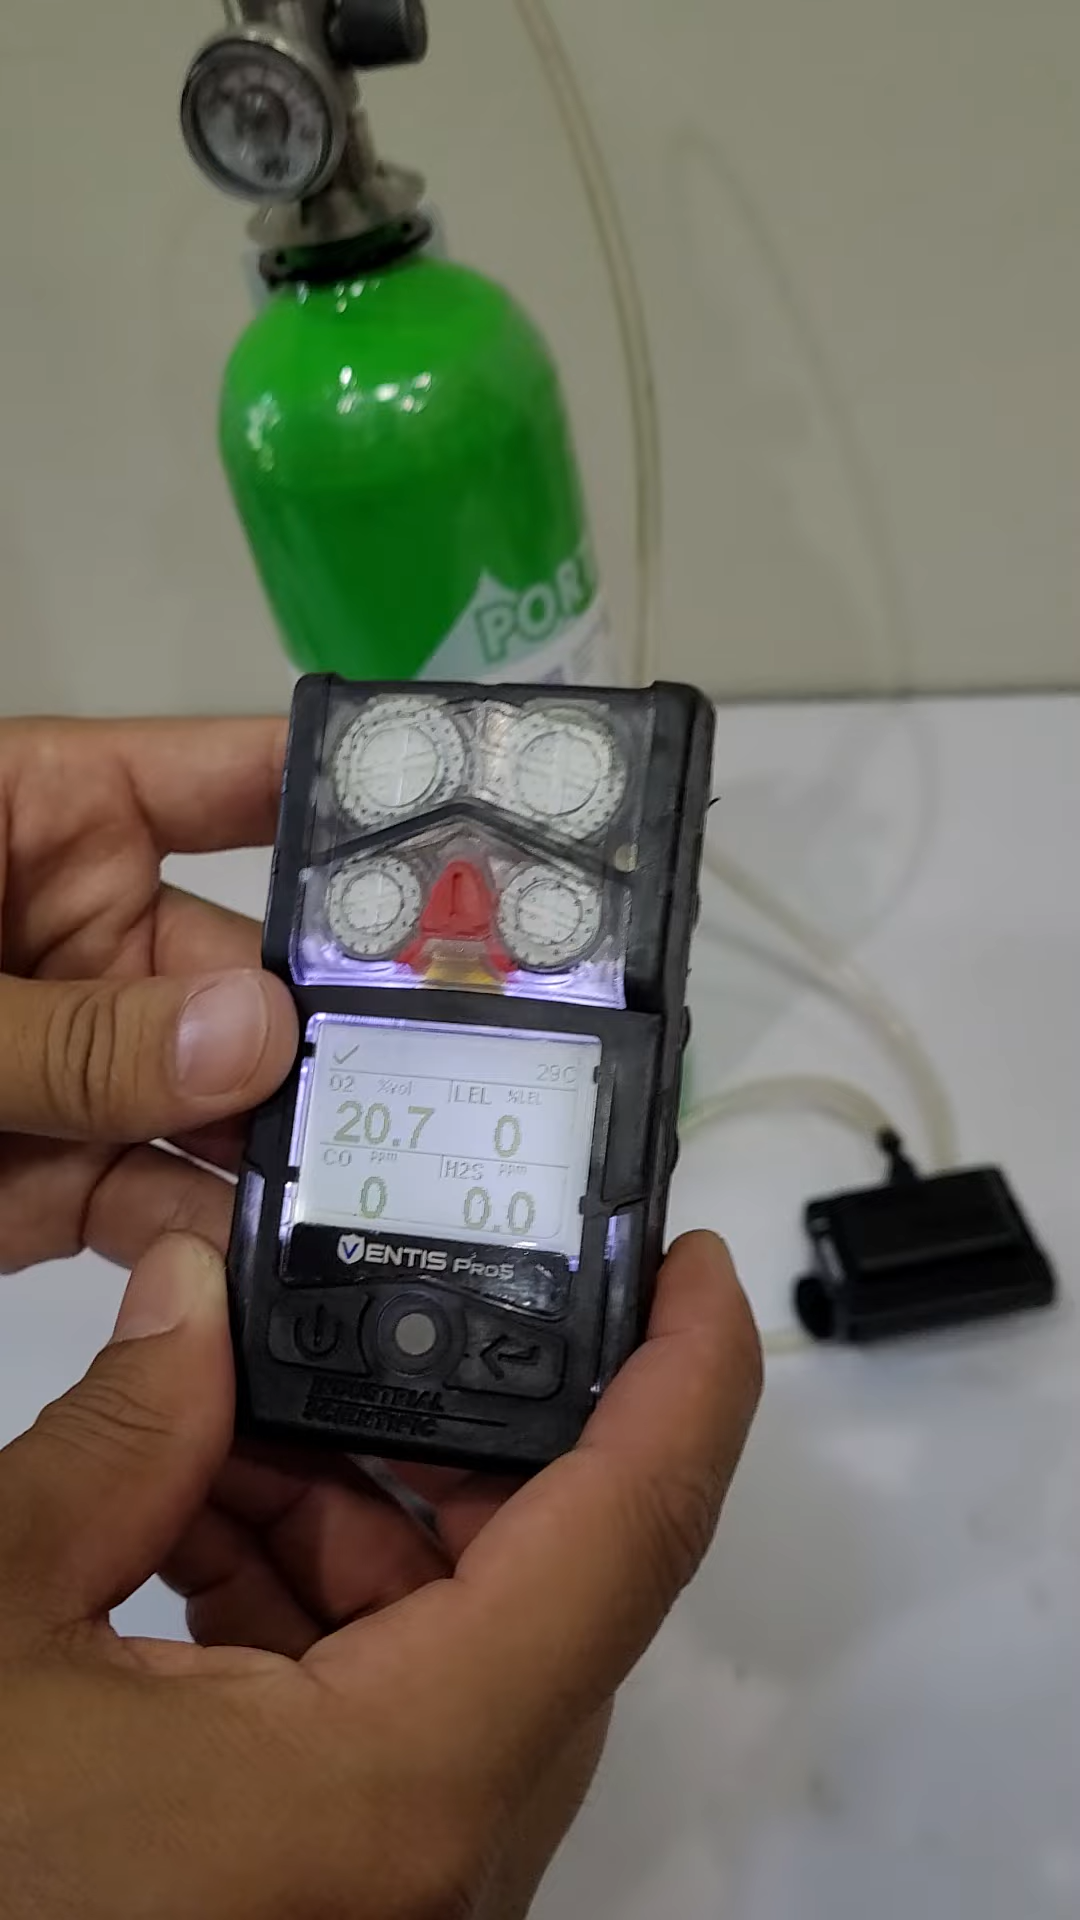 POR
29C
O2 %vol
LEL %LEL
20.7
0
CO ppm
H2S ppm
0
0.0
VENTIS PRO5
INDUSTRIAL
SCIENTIFIC